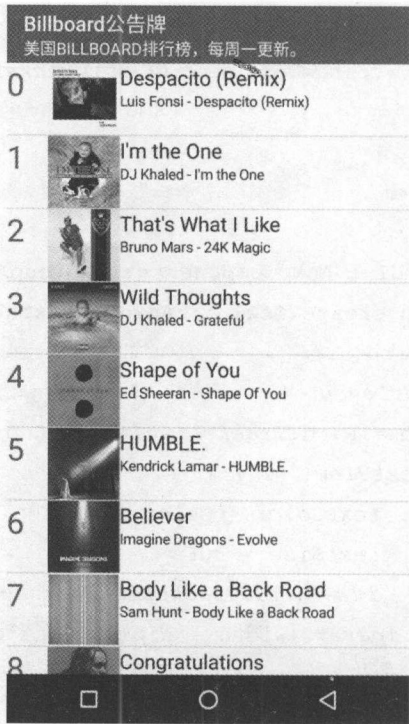 Billboard公告牌
美国BILLBOARD排行榜，每周一更新。
0
Despacito (Remix)
Luis Fonsi - Despacito (Remix)
1
I'm the One
DJ Khaled - I'm the One
2
That's What I Like
Bruno Mars - 24K Magic
3
Wild Thoughts
DJ Khaled - Grateful
4
Shape of You
Ed Sheeran - Shape Of You
5
HUMBLE.
Kendrick Lamar - HUMBLE.
6
IMAGINE DRAGONS
Believer
Imagine Dragons - Evolve
7
Body Like a Back Road
Sam Hunt - Body Like a Back Road
8
Congratulations